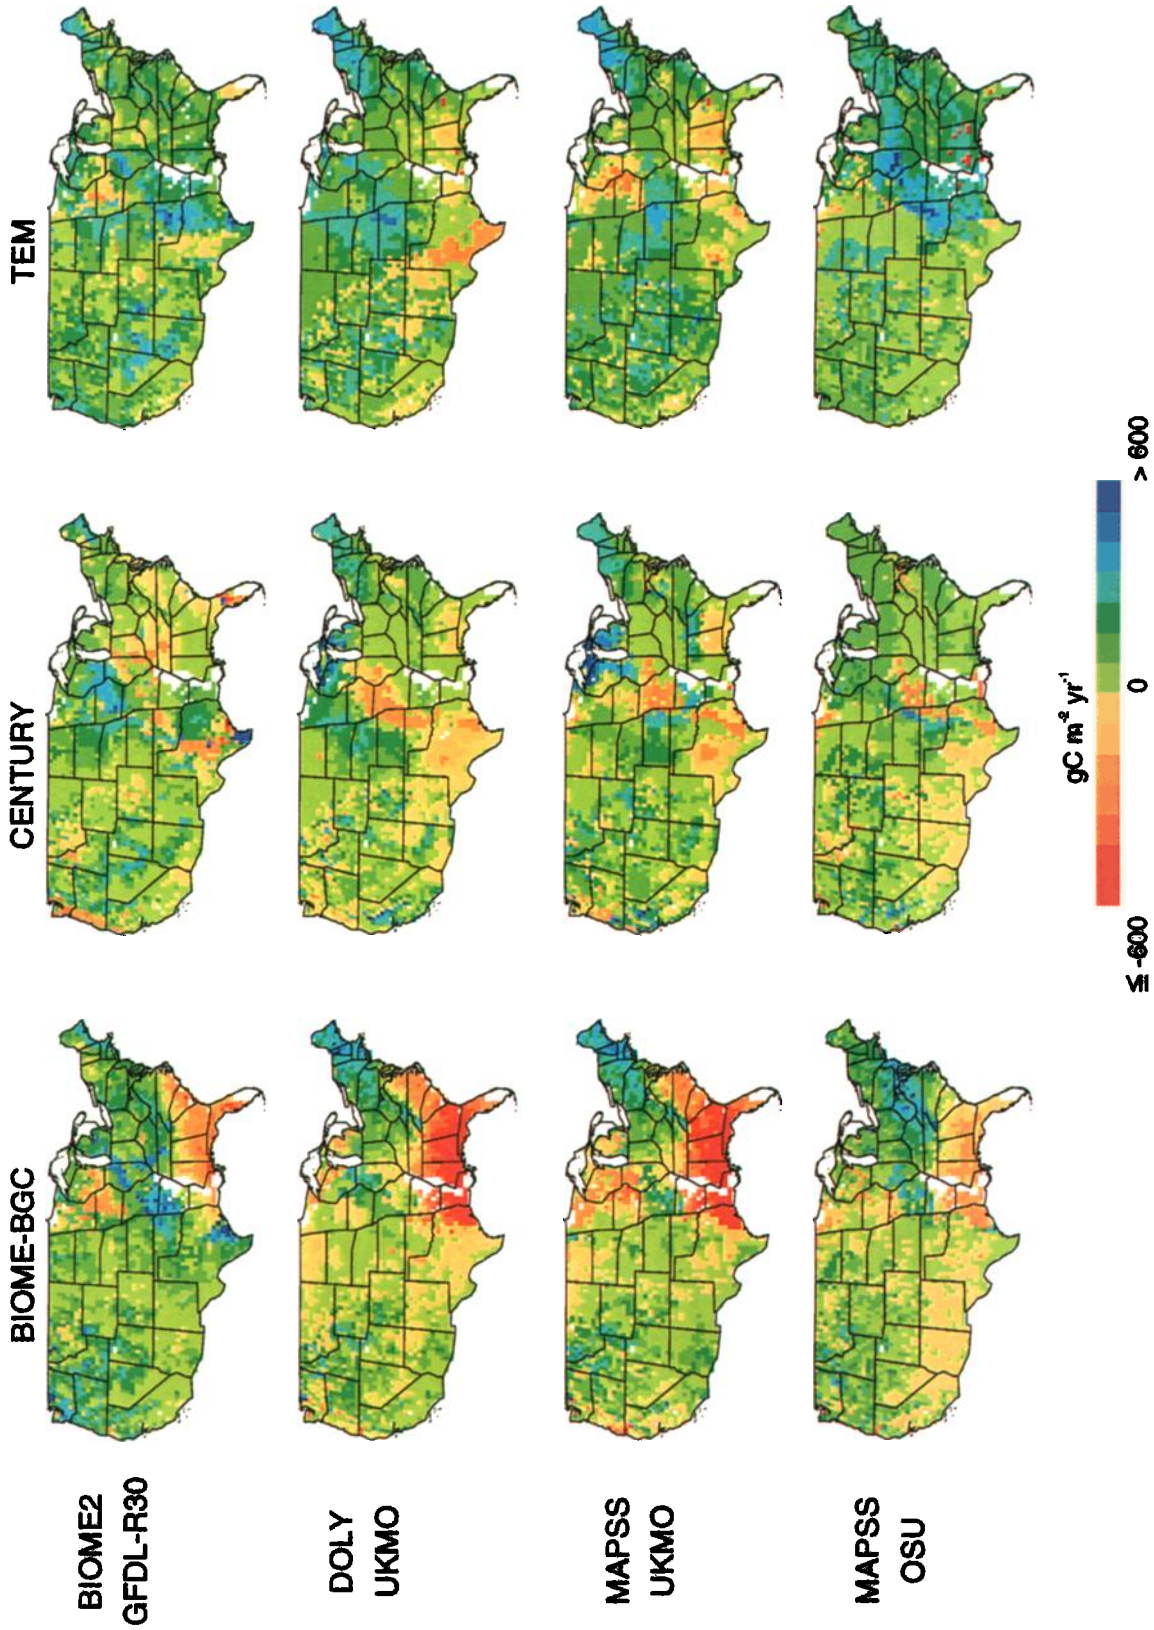 BIOME-BGC
CENTURY
TEM
BIOME2
GFDL-R30
DOLY
UKMO
MAPSS
UKMO
MAPSS
OSU
gC m⁻² yr⁻¹
≤ -600
0
> 600